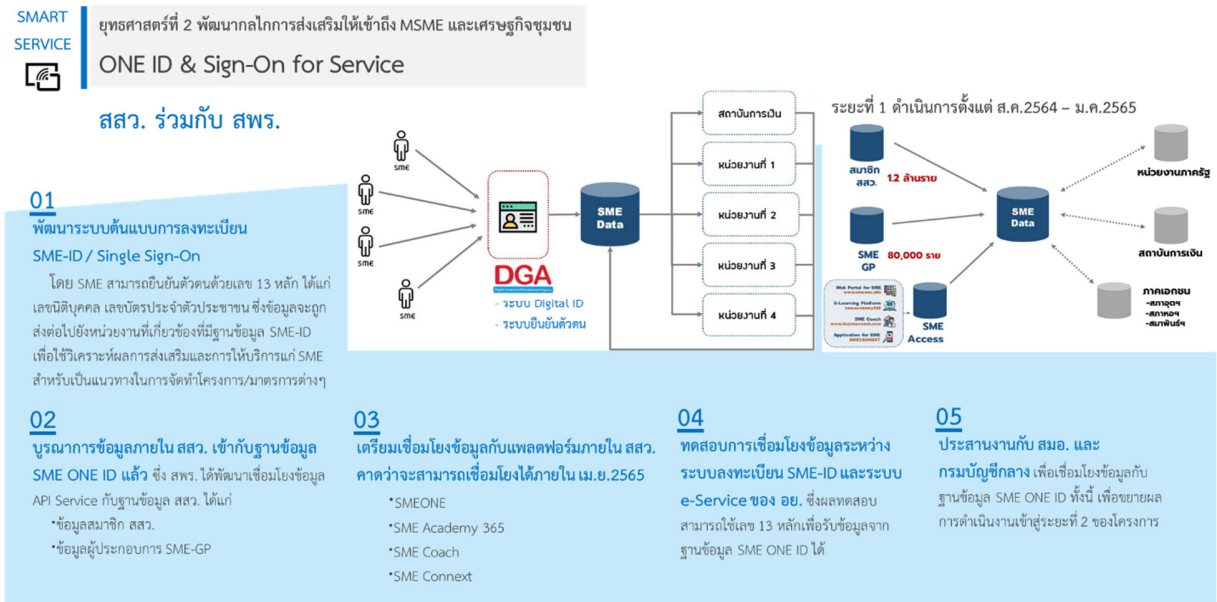 SMART
SERVICE
ยุทธศาสตร์ที่ 2 พัฒนากลไกการส่งเสริมให้เข้าถึง MSME และเศรษฐกิจชุมชน
ONE ID & Sign-On for Service
สสว. ร่วมกับ สพร.
SME
SME
SME
SME
DGA
- ระบบ Digital ID
- ระบบยืนยันตัวตน
SME
Data
สถาบันการเงิน
หน่วยงานที่ 1
หน่วยงานที่ 2
หน่วยงานที่ 3
หน่วยงานที่ 4
ระยะที่ 1 ดำเนินการตั้งแต่ ส.ค.2564 – ม.ค.2565
สมาชิก
สสว.
1.2 ล้านราย
SME
GP
80,000 ราย
Web Portal for SME
E-Learning Platform
SME Coach
Application for SME
SMECONNEXT
SME
Access
SME
Data
หน่วยงานภาครัฐ
สถาบันการเงิน
ภาคเอกชน
-สภาอุตฯ
-สภาหอฯ
-สมาพันธ์ฯ
01
พัฒนาระบบต้นแบบการลงทะเบียน
SME-ID / Single Sign-On
โดย SME สามารถยืนยันตัวตนด้วยเลข 13 หลัก ได้แก่
เลขนิติบุคคล เลขบัตรประจำตัวประชาชน ซึ่งข้อมูลจะถูก
ส่งต่อไปยังหน่วยงานที่เกี่ยวข้องที่มีฐานข้อมูล SME-ID
เพื่อใช้วิเคราะห์ผลการส่งเสริมและการให้บริการแก่ SME
สำหรับเป็นแนวทางในการจัดทำโครงการ/มาตรการต่างๆ
02
บูรณาการข้อมูลภายใน สสว. เข้ากับฐานข้อมูล
SME ONE ID แล้ว ซึ่ง สพร. ได้พัฒนาเชื่อมโยงข้อมูล
API Service กับฐานข้อมูล สสว. ได้แก่
•ข้อมูลสมาชิก สสว.
•ข้อมูลผู้ประกอบการ SME-GP
03
เตรียมเชื่อมโยงข้อมูลกับแพลตฟอร์มภายใน สสว.
คาดว่าจะสามารถเชื่อมโยงได้ภายใน เม.ย.2565
•SMEONE
•SME Academy 365
•SME Coach
•SME Connext
04
ทดสอบการเชื่อมโยงข้อมูลระหว่าง
ระบบลงทะเบียน SME-ID และระบบ
e-Service ของ อย. ซึ่งผลทดสอบ
สามารถใช้เลข 13 หลักเพื่อรับข้อมูลจาก
ฐานข้อมูล SME ONE ID ได้
05
ประสานงานกับ สมอ. และ
กรมบัญชีกลาง เพื่อเชื่อมโยงข้อมูลกับ
ฐานข้อมูล SME ONE ID ทั้งนี้ เพื่อขยายผล
การดำเนินงานเข้าสู่ระยะที่ 2 ของโครงการ